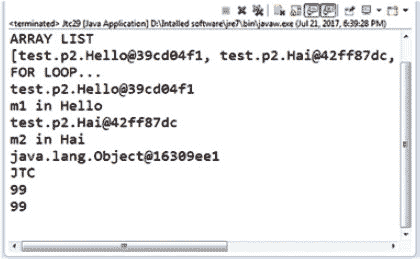 <terminated> Jtc29 [Java Application] D:\Intalled software\jre7\bin\javaw.exe (Jul 21, 2017, 6:39:28 PM)
ARRAY LIST
[test.p2.Hello@39cd04f1, test.p2.Hai@42ff87dc,
FOR LOOP...
test.p2.Hello@39cd04f1
m1 in Hello
test.p2.Hai@42ff87dc
m2 in Hai
java.lang.Object@16309ee1
JTC
99
99